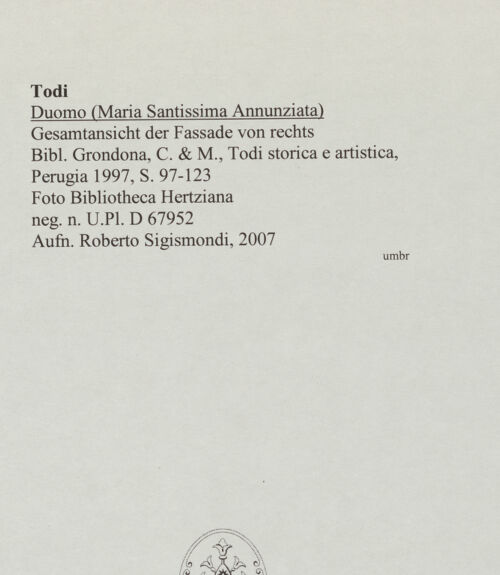 Todi
Duomo (Maria Santissima Annunziata)
Gesamtansicht der Fassade von rechts
Bibl. Grondona, C. & M., Todi storica e artistica,
Perugia 1997, S. 97-123
Foto Bibliotheca Hertziana
neg. n. U.Pl. D 67952
Aufn. Roberto Sigismondi, 2007
umbr